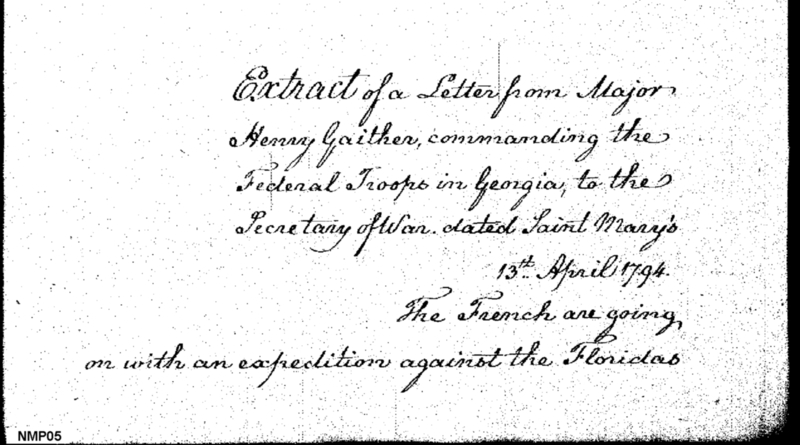 Extract of a Letter from Major
Henry Gaither, commanding the
Federal Troops in Georgia, to the
Secretary of War. dated Saint Mary's
13th. April 1794.
The French are going
on with an expedition against the Floridas
NMP05